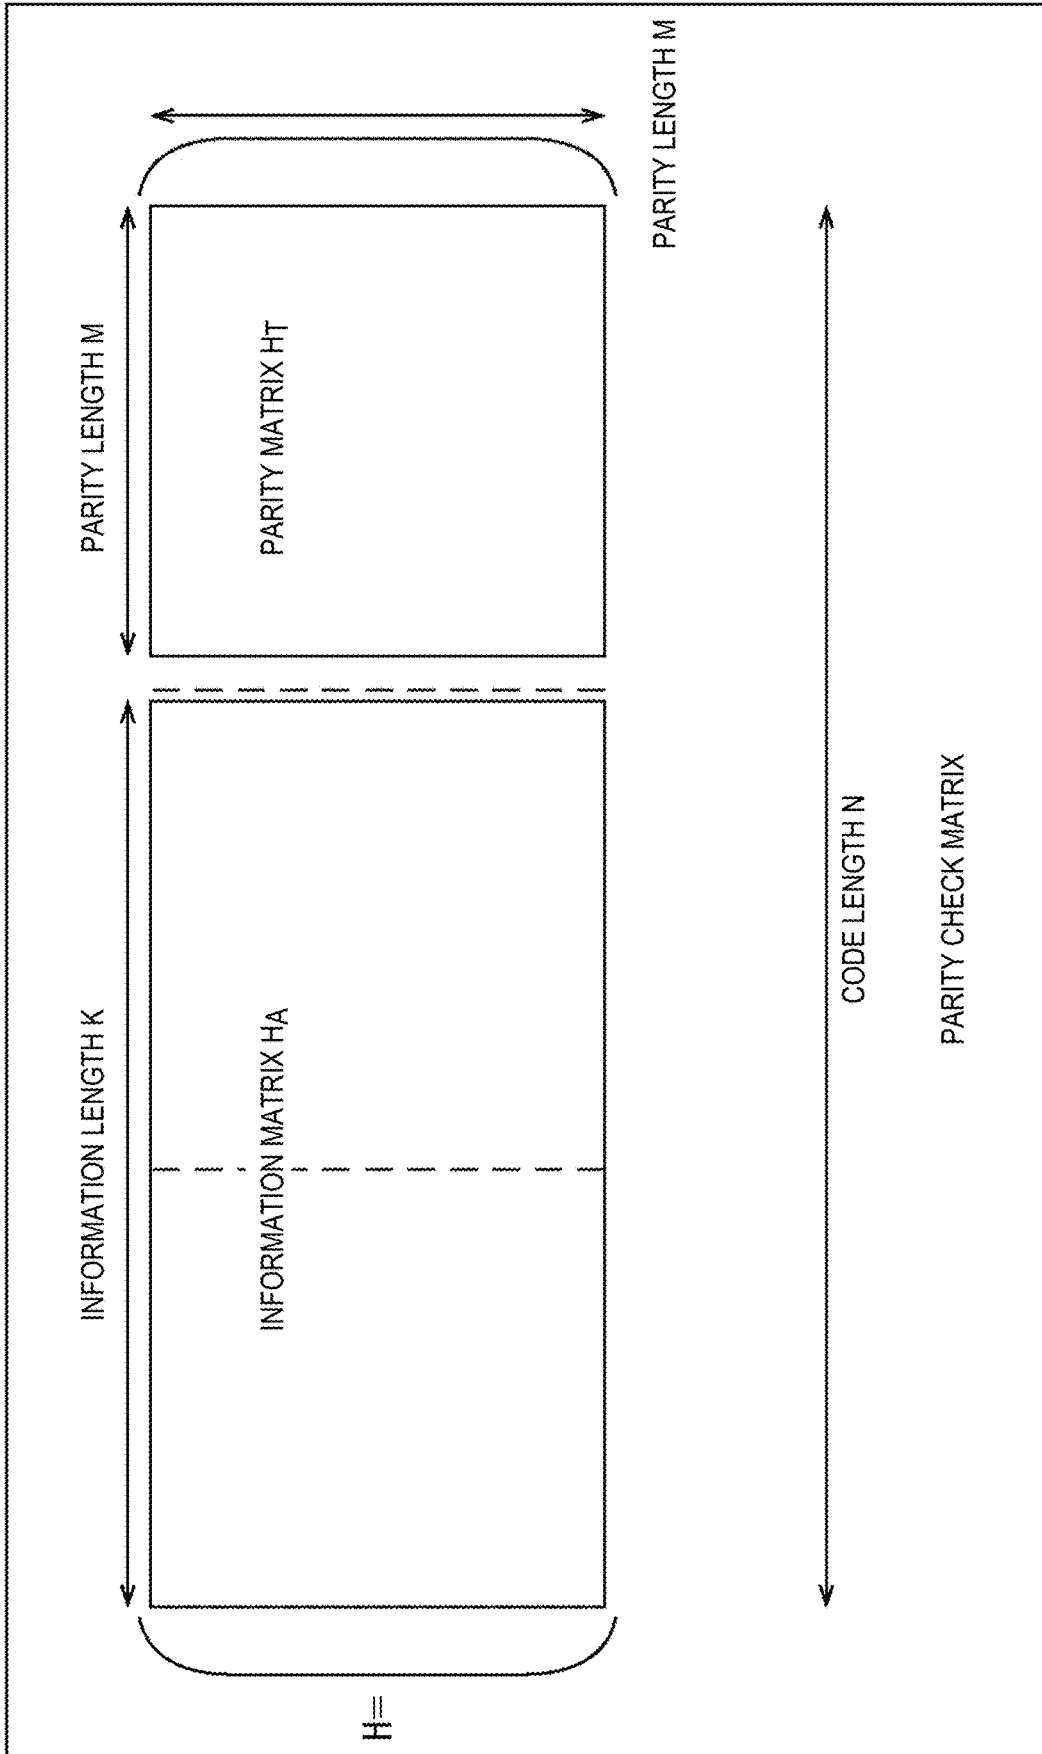 INFORMATION LENGTH K
PARITY LENGTH M
H=
INFORMATION MATRIX HA
PARITY MATRIX HT
PARITY LENGTH M
CODE LENGTH N
PARITY CHECK MATRIX